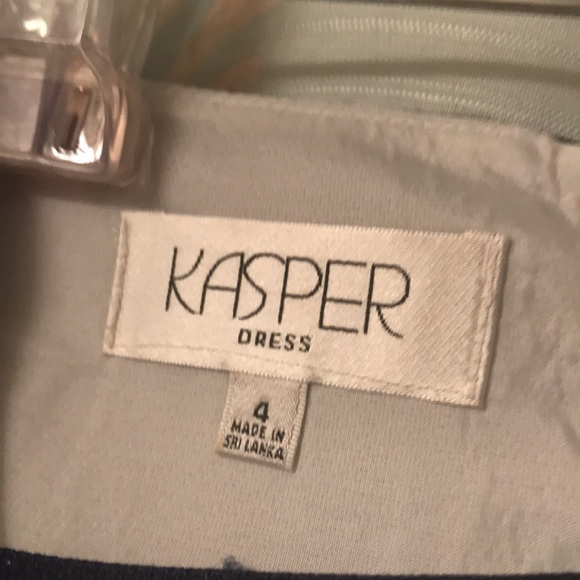 KASPER
DRESS
4
MADE IN
SRI LANKA